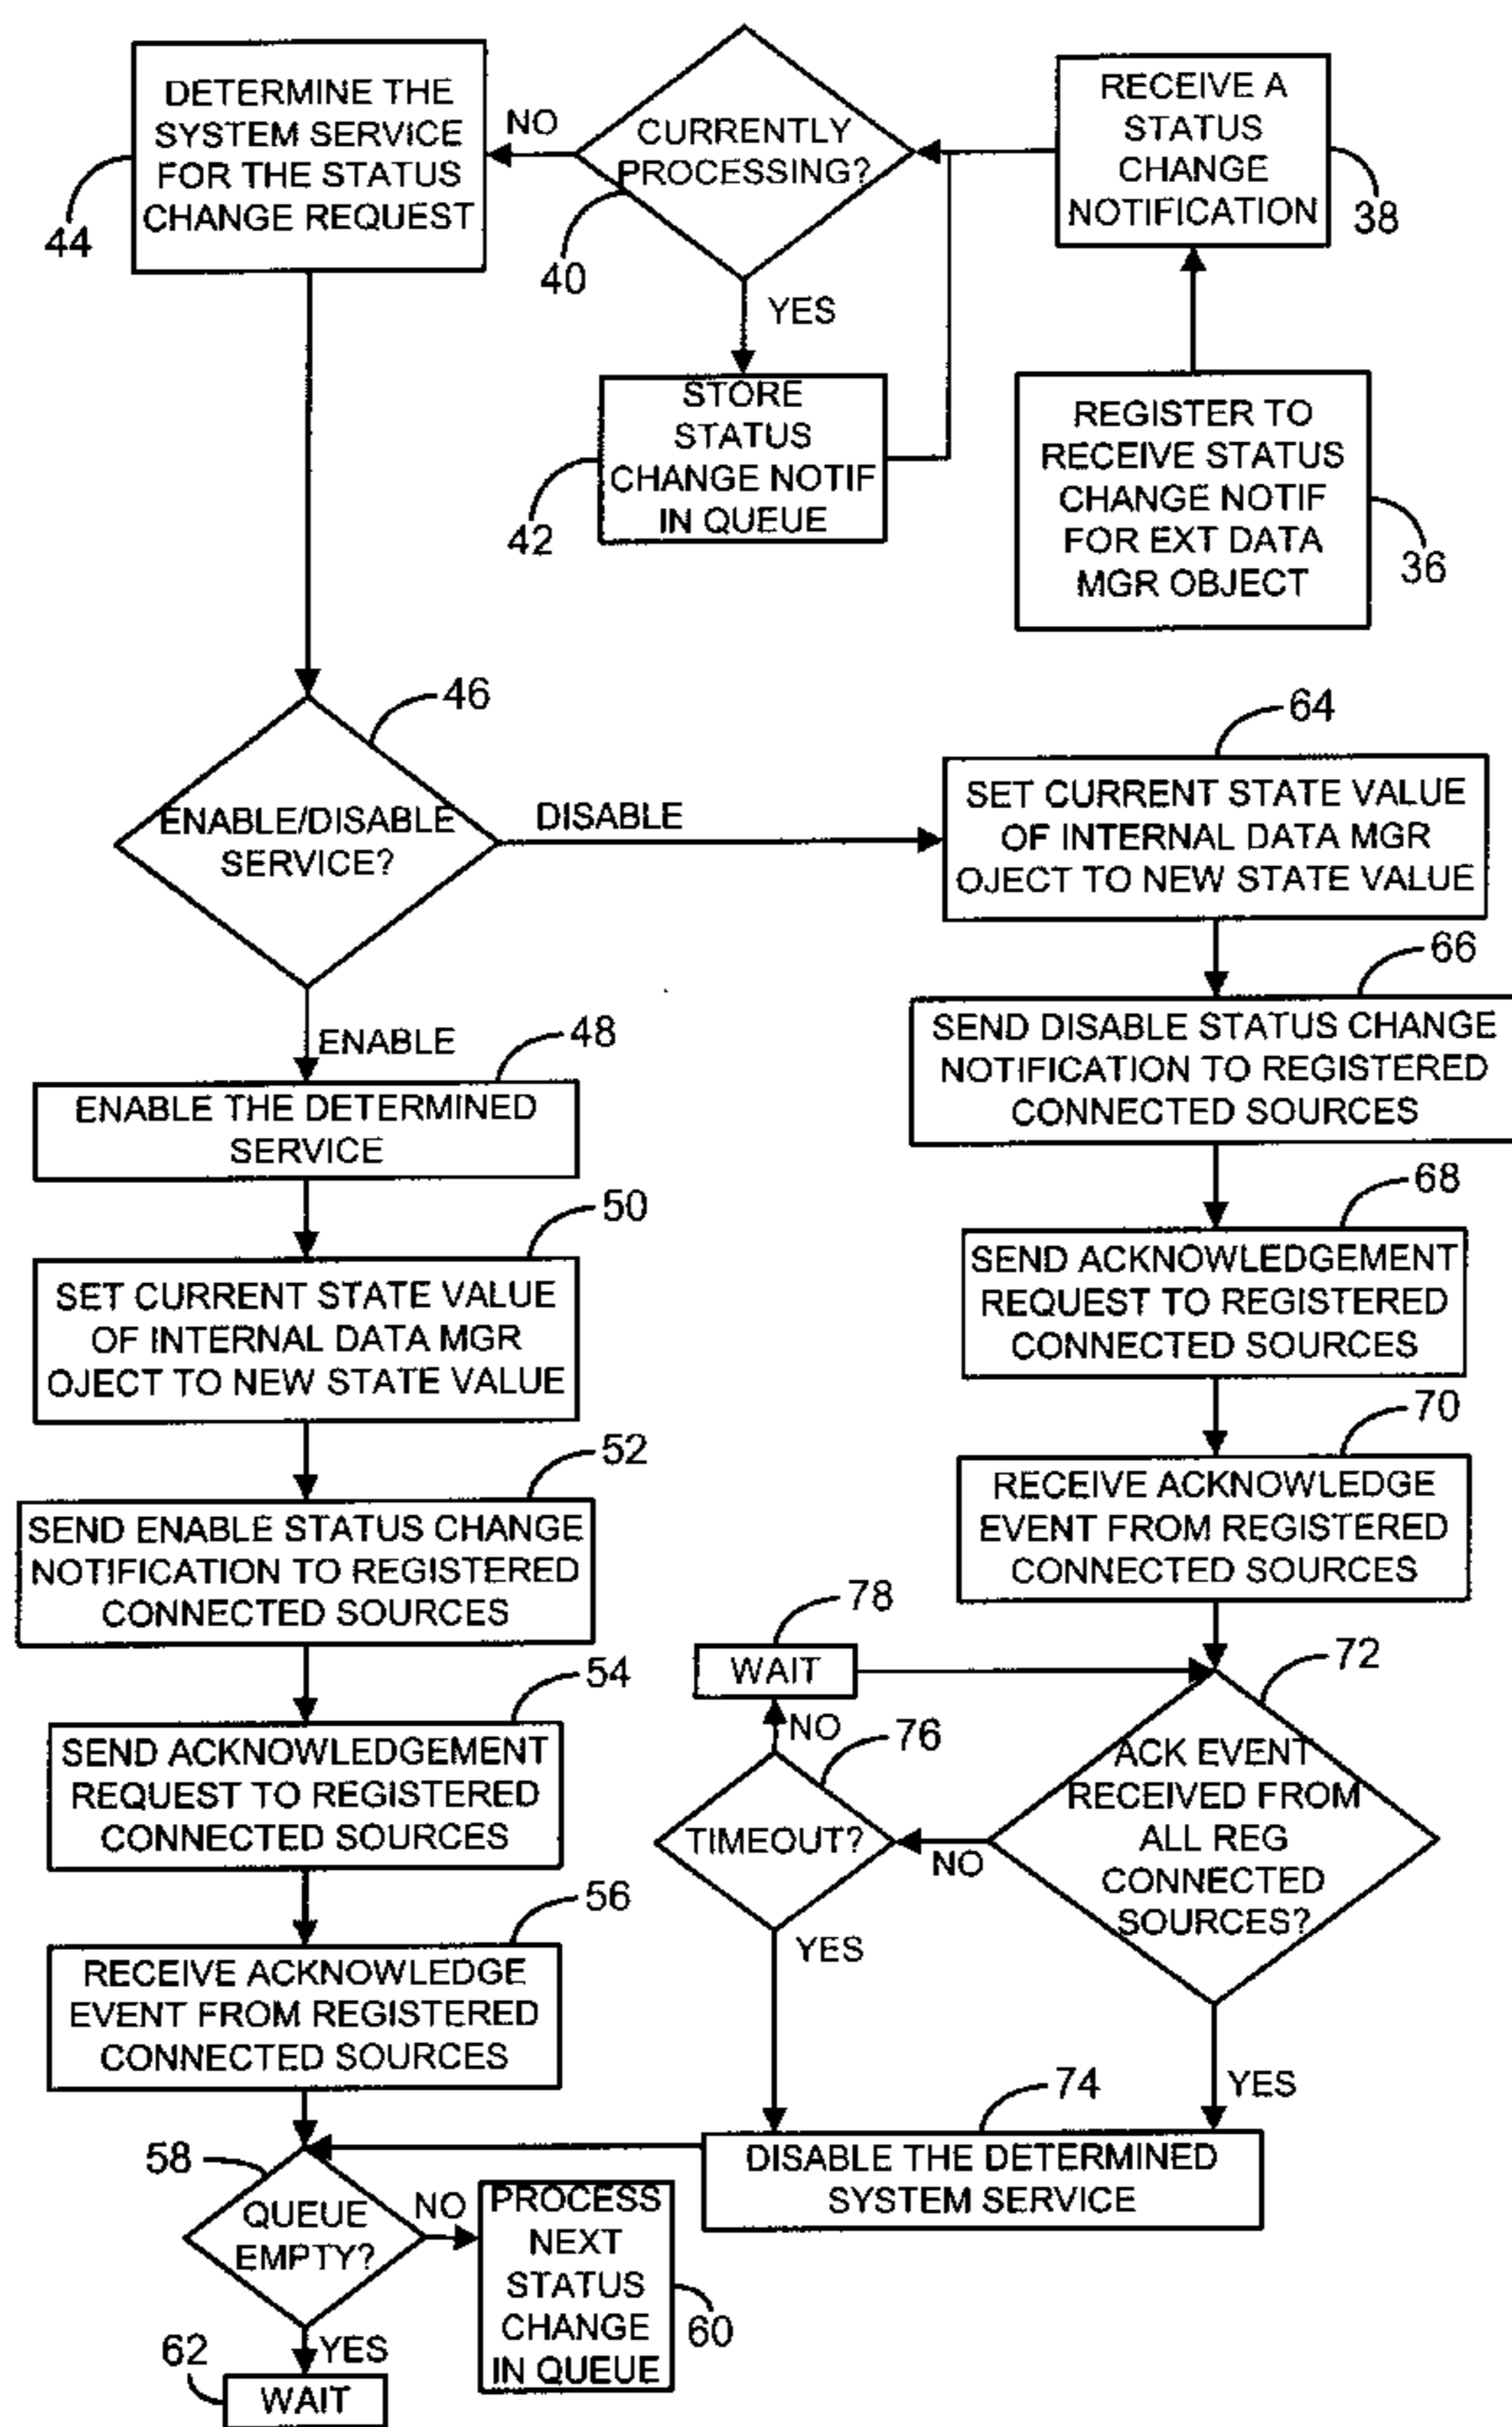 DETERMINE THE
SYSTEM SERVICE
FOR THE STATUS
CHANGE REQUEST
44
NO
CURRENTLY
PROCESSING?
40
YES
RECEIVE A
STATUS
CHANGE
NOTIFICATION
38
STORE
STATUS
CHANGE NOTIF
IN QUEUE
42
REGISTER TO
RECEIVE STATUS
CHANGE NOTIF
FOR EXT DATA
MGR OBJECT
36
46
ENABLE/DISABLE
SERVICE?
DISABLE
ENABLE
64
SET CURRENT STATE VALUE
OF INTERNAL DATA MGR
OJECT TO NEW STATE VALUE
66
SEND DISABLE STATUS CHANGE
NOTIFICATION TO REGISTERED
CONNECTED SOURCES
48
ENABLE THE DETERMINED
SERVICE
68
SEND ACKNOWLEDGEMENT
REQUEST TO REGISTERED
CONNECTED SOURCES
50
SET CURRENT STATE VALUE
OF INTERNAL DATA MGR
OJECT TO NEW STATE VALUE
70
RECEIVE ACKNOWLEDGE
EVENT FROM REGISTERED
CONNECTED SOURCES
52
SEND ENABLE STATUS CHANGE
NOTIFICATION TO REGISTERED
CONNECTED SOURCES
78
WAIT
NO
76
TIMEOUT?
YES
72
ACK EVENT
RECEIVED FROM
ALL REG
CONNECTED
SOURCES?
NO
YES
54
SEND ACKNOWLEDGEMENT
REQUEST TO REGISTERED
CONNECTED SOURCES
56
RECEIVE ACKNOWLEDGE
EVENT FROM REGISTERED
CONNECTED SOURCES
74
DISABLE THE DETERMINED
SYSTEM SERVICE
58
QUEUE
EMPTY?
NO
PROCESS
NEXT
STATUS
CHANGE
IN QUEUE
60
YES
62
WAIT